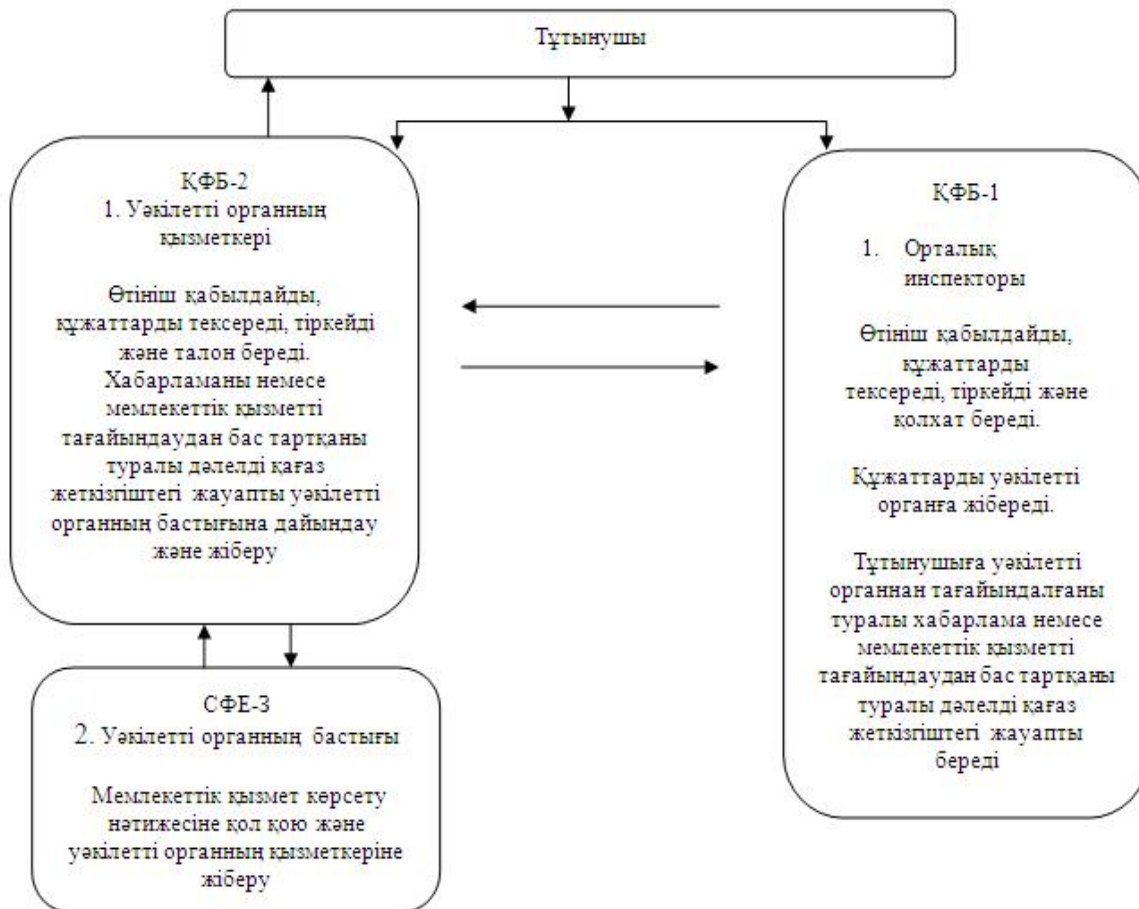 Тұтынушы
ҚФБ-2
1. Уәкілетті органның
қызметкері
Өтініш қабылдайды,
құжаттарды тексереді, тіркейді
және талон береді.
Хабарламаны немесе
мемлекеттік қызметті
тағайындаудан бас тартқаны
туралы дәлелді қағаз
жеткізгіштегі жауапты уәкілетті
органның бастығына дайындау
және жіберу
ҚФБ-1
1. Орталық
инспекторы
Өтініш қабылдайды,
құжаттарды
тексереді, тіркейді және
қолхат береді.
Құжаттарды уәкілетті
органға жібереді.
Тұтынушыға уәкілетті
органнан тағайындалғаны
туралы хабарлама немесе
мемлекеттік қызметті
тағайындаудан бас тартқаны
туралы дәлелді қағаз
жеткізгіштегі жауапты
береді
СФЕ-3
2. Уәкілетті органның бастығы
Мемлекеттік қызмет көрсету
нәтижесіне қол қою және
уәкілетті органның қызметкеріне
жіберу